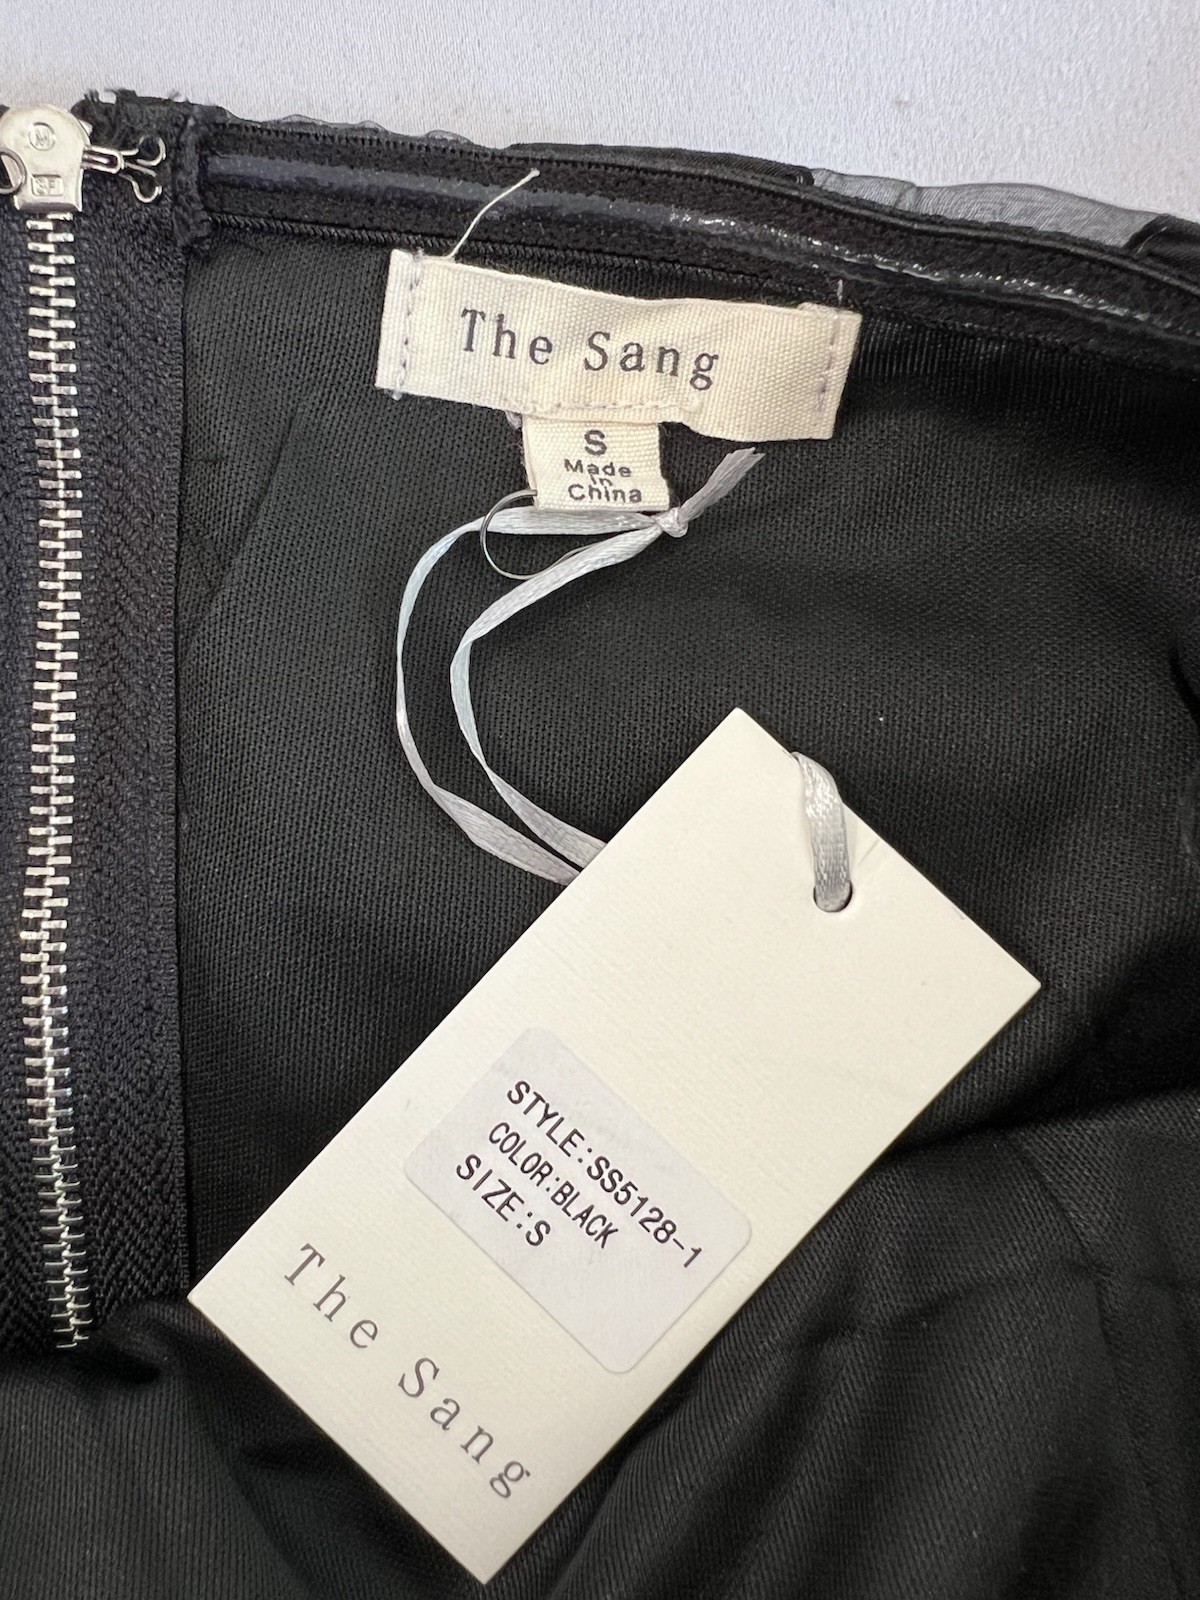 The Sang
S
Made
in
China
STYLE:SS5128-1
COLOR:BLACK
SIZE:S
The Sang